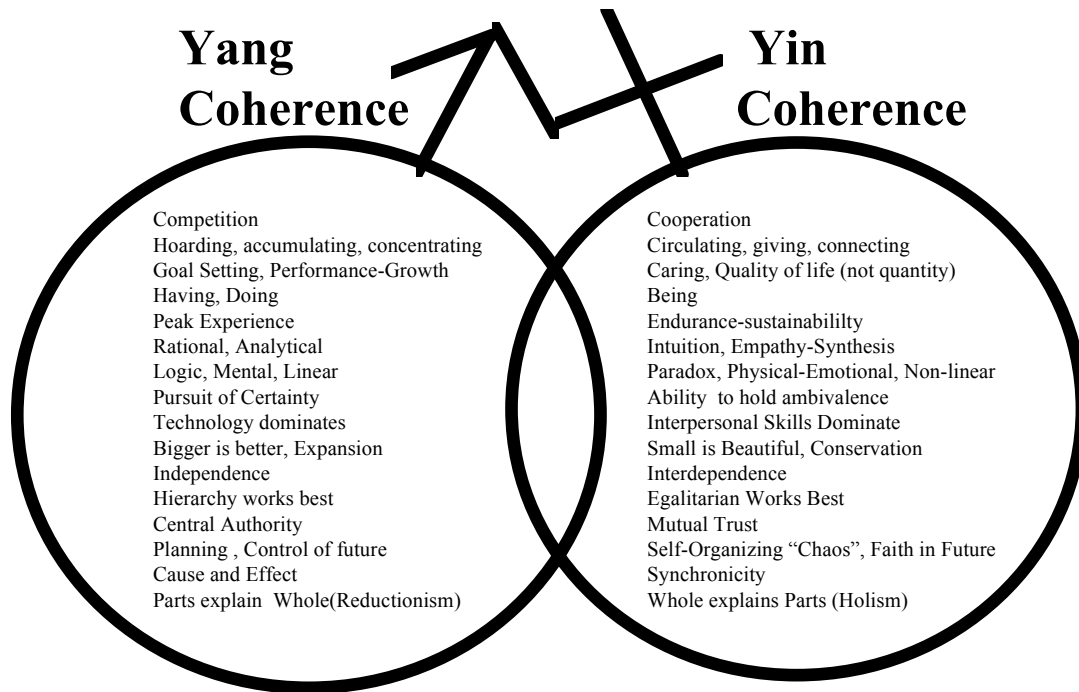 Yang
Coherence
Competition
Hoarding, accumulating, concentrating
Goal Setting, Performance-Growth
Having, Doing
Peak Experience
Rational, Analytical
Logic, Mental, Linear
Pursuit of Certainty
Technology dominates
Bigger is better, Expansion
Independence
Hierarchy works best
Central Authority
Planning , Control of future
Cause and Effect
Parts explain Whole(Reductionism)
Yin
Coherence
Cooperation
Circulating, giving, connecting
Caring, Quality of life (not quantity)
Being
Endurance-sustainabililty
Intuition, Empathy-Synthesis
Paradox, Physical-Emotional, Non-linear
Ability to hold ambivalence
Interpersonal Skills Dominate
Small is Beautiful, Conservation
Interdependence
Egalitarian Works Best
Mutual Trust
Self-Organizing “Chaos”, Faith in Future
Synchronicity
Whole explains Parts (Holism)